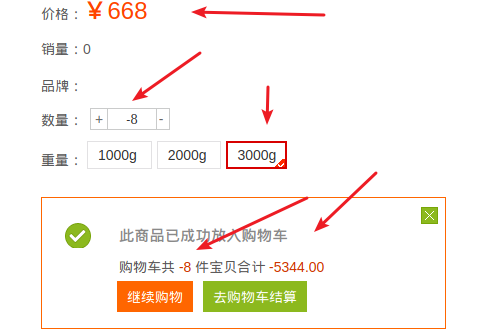 价格：￥668
销量：0
品牌：
数量：+ -8 -
重量：1000g 2000g 3000g
此商品已成功放入购物车
购物车共 -8 件宝贝合计 -5344.00
继续购物 去购物车结算